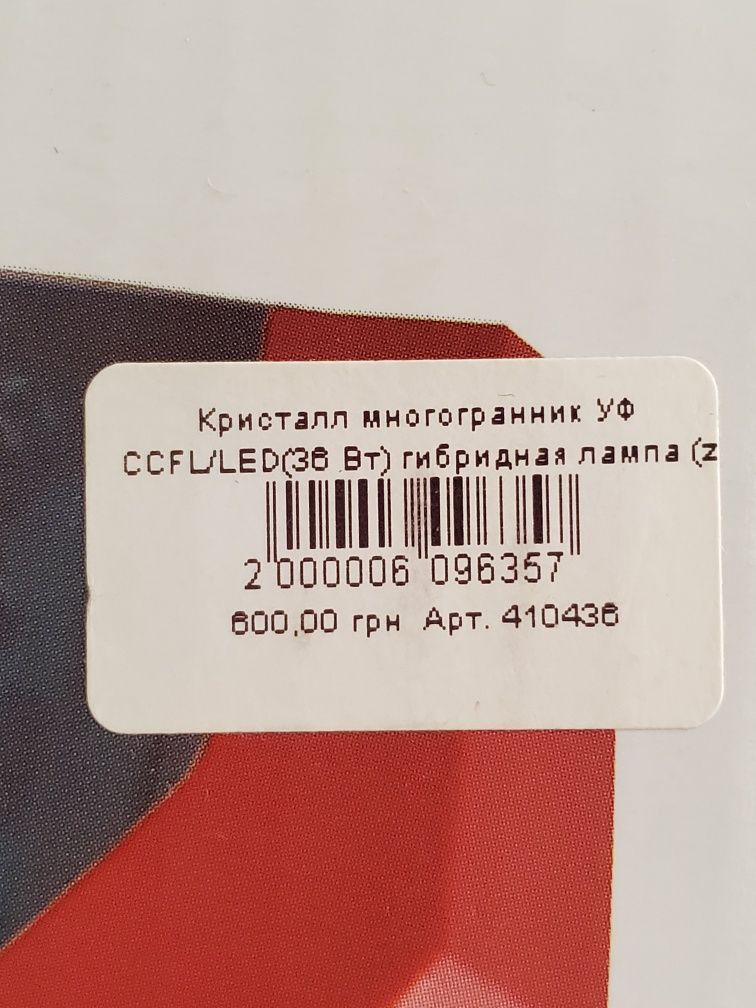 Кристалл многогранник УФ
CCFL/LED(36 Вт) гибридная лампа (z
2 000006 096357
600,00 грн Арт. 410436